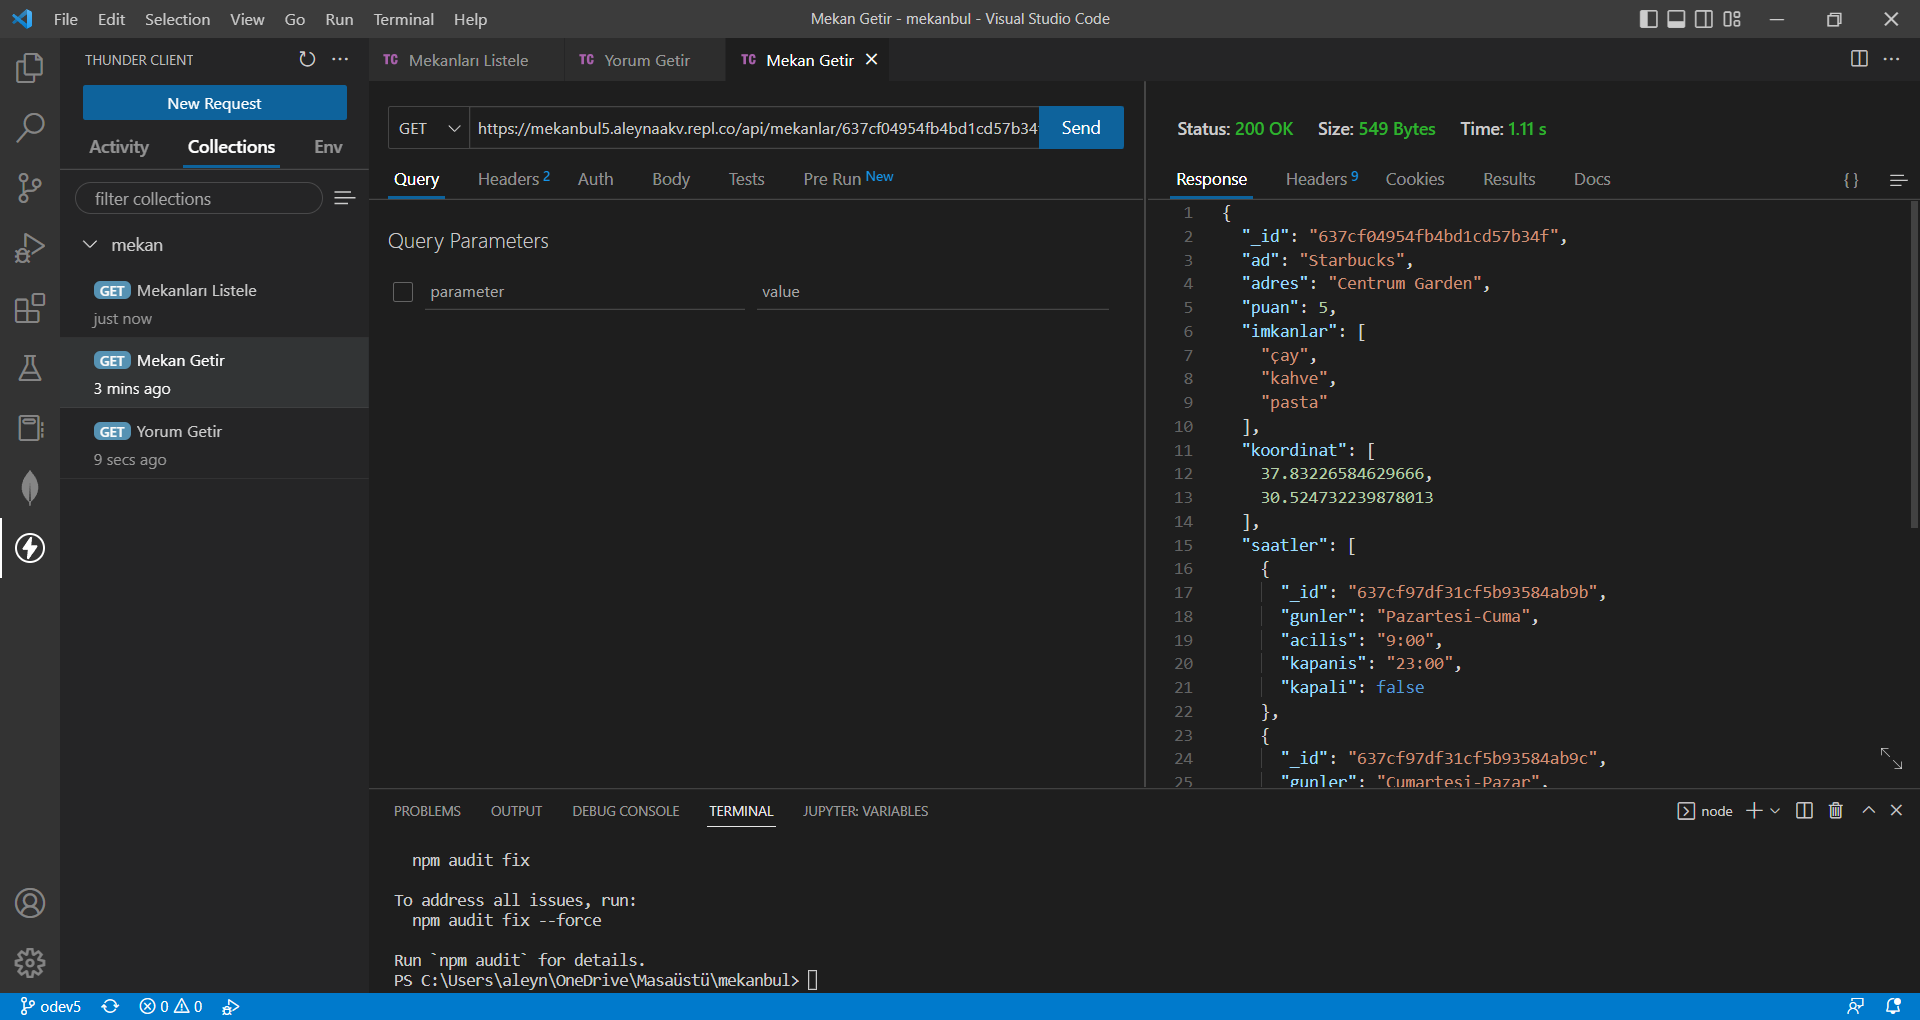 File Edit Selection View Go Run Terminal Help
Mekan Getir - mekanbul - Visual Studio Code
THUNDER CLIENT
New Request
Activity Collections Env
filter collections
mekan
GET Mekanları Listele
just now
GET Mekan Getir
3 mins ago
GET Yorum Getir
9 secs ago
TC Mekanları Listele TC Yorum Getir TC Mekan Getir
GET https://mekanbul5.aleynaakv.repl.co/api/mekanlar/637cf04954fb4bd1cd57b34 Send
Query Headers 2 Auth Body Tests Pre Run New
Query Parameters
parameter value
Status: 200 OK Size: 549 Bytes Time: 1.11 s
Response Headers 9 Cookies Results Docs { }
1 {
2 "_id": "637cf04954fb4bd1cd57b34f",
3 "ad": "Starbucks",
4 "adres": "Centrum Garden",
5 "puan": 5,
6 "imkanlar": [
7 "çay",
8 "kahve",
9 "pasta"
10 ],
11 "koordinat": [
12 37.83226584629666,
13 30.524732239878013
14 ],
15 "saatler": [
16 {
17 "_id": "637cf97df31cf5b93584ab9b",
18 "gunler": "Pazartesi-Cuma",
19 "acilis": "9:00",
20 "kapanis": "23:00",
21 "kapali": false
22 },
23 {
24 "_id": "637cf97df31cf5b93584ab9c",
25 "gunler": "Cumartesi-Pazar",
PROBLEMS OUTPUT DEBUG CONSOLE TERMINAL JUPYTER: VARIABLES
node
npm audit fix
To address all issues, run:
npm audit fix --force
Run `npm audit` for details.
PS C:\Users\aleyn\OneDrive\Masaüstü\mekanbul>
odev5 0 0